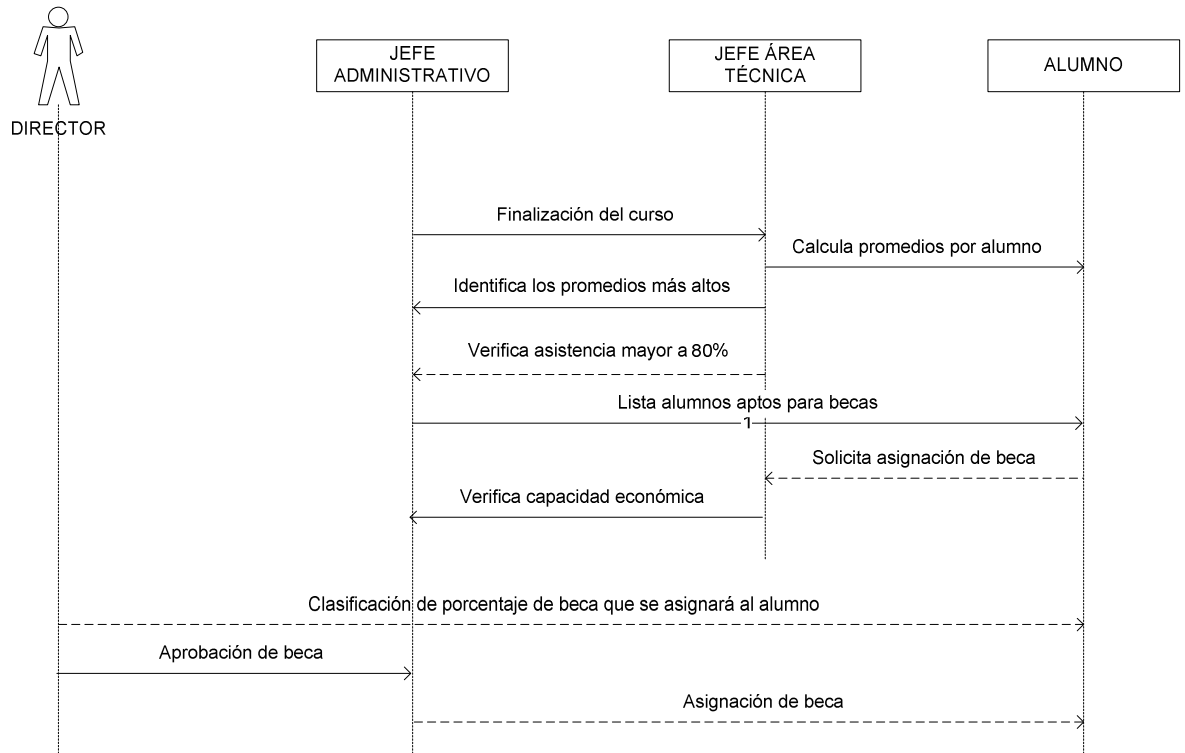 DIRECTOR
JEFE
ADMINISTRATIVO
JEFE ÁREA
TÉCNICA
ALUMNO
Finalización del curso
Calcula promedios por alumno
Identifica los promedios más altos
Verifica asistencia mayor a 80%
Lista alumnos aptos para becas
1
Solicita asignación de beca
Verifica capacidad económica
Clasificación de porcentaje de beca que se asignará al alumno
Aprobación de beca
Asignación de beca